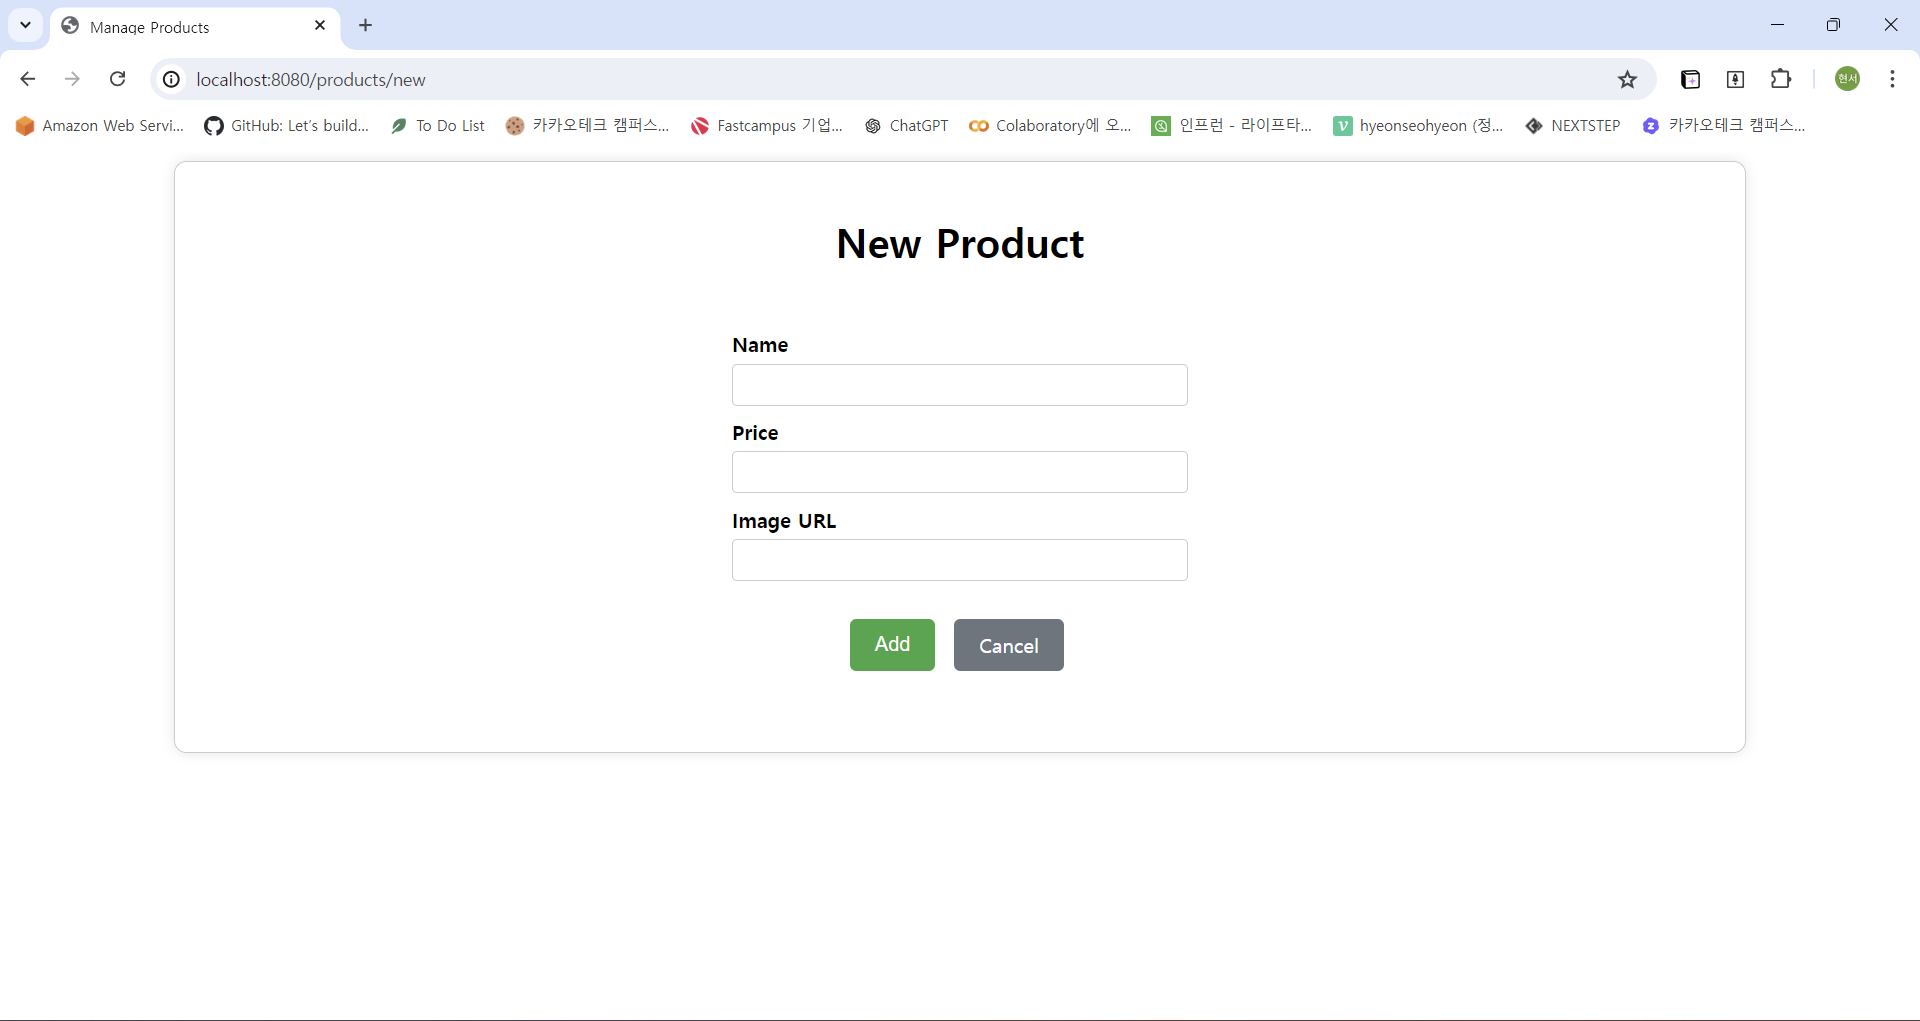 Manage Products
localhost:8080/products/new
현서
Amazon Web Servi... GitHub: Let's build... To Do List 카카오테크 캠퍼스... Fastcampus 기업... ChatGPT Colaboratory에 오... 인프런 - 라이프타... hyeonseohyeon (정... NEXTSTEP 카카오테크 캠퍼스...
New Product
Name
Price
Image URL
Add Cancel